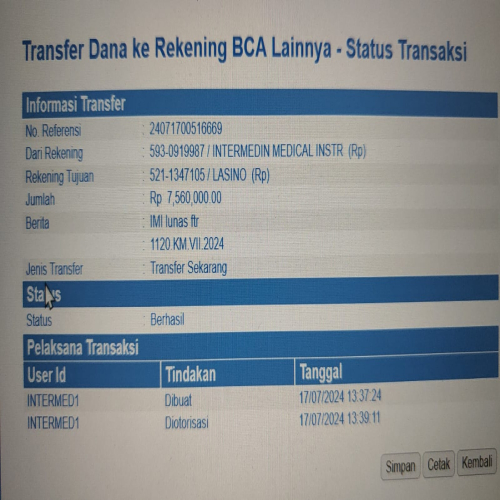 Transfer Dana ke Rekening BCA Lainnya - Status Transaksi
Informasi Transfer
No. Referensi : 24071700516669
Dari Rekening : 593-0919987 / INTERMEDIN MEDICAL INSTR (Rp)
Rekening Tujuan : 521-1347105 / LASINO (Rp)
Jumlah : Rp 7,560,000.00
Berita : IMI lunas ftr
: 1120.KM.VII.2024
Jenis Transfer : Transfer Sekarang
Status
Status : Berhasil
Pelaksana Transaksi
User Id Tindakan Tanggal
INTERMED1 Dibuat 17/07/2024 13:37:24
INTERMED1 Diotorisasi 17/07/2024 13:39:11
Simpan Cetak Kembali